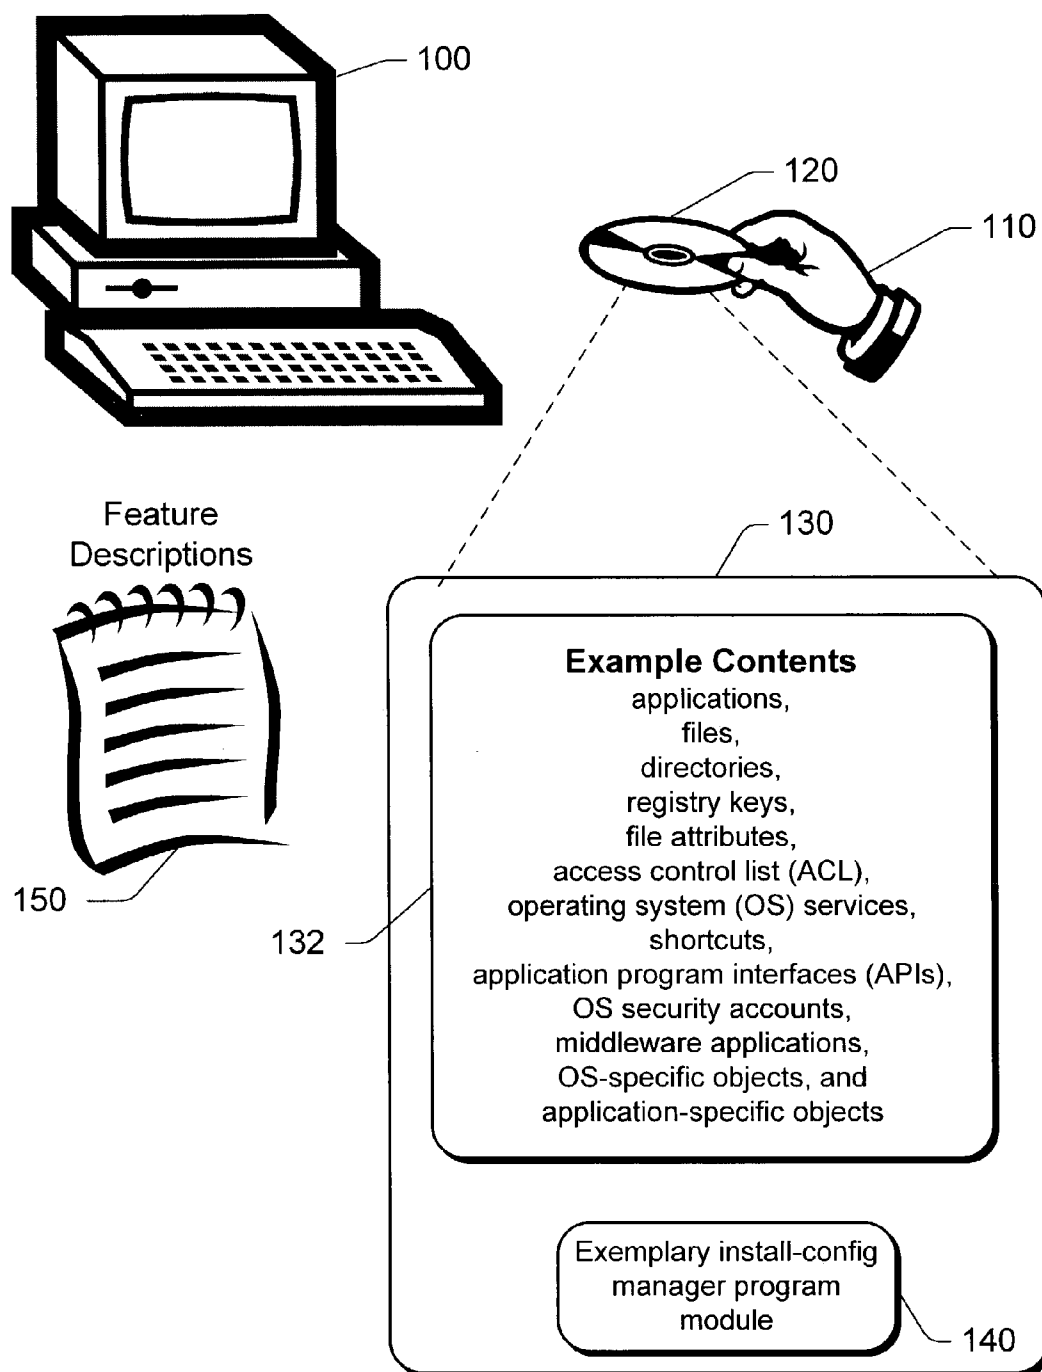 100
120
110
Feature
Descriptions
130
Example Contents
applications,
files,
directories,
registry keys,
file attributes,
access control list (ACL),
operating system (OS) services,
shortcuts,
application program interfaces (APIs),
OS security accounts,
middleware applications,
OS-specific objects, and
application-specific objects
150
132
Exemplary install-config
manager program
module
140